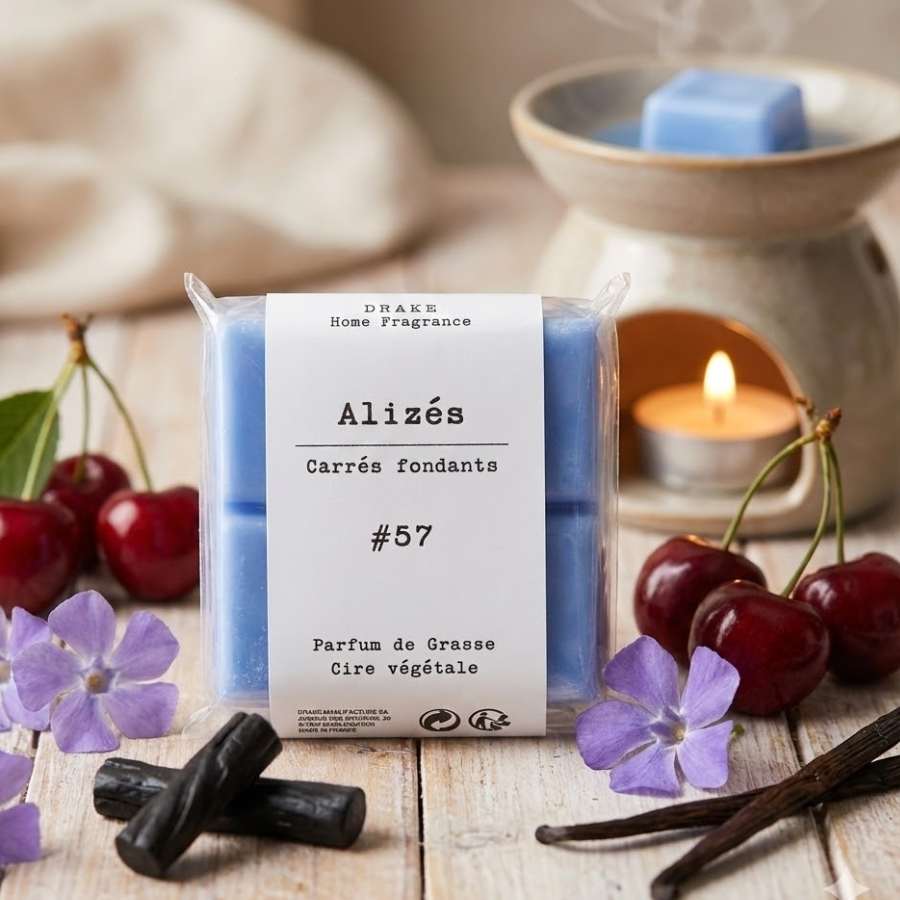 DRAKE
Home Fragrance
Alizés
Carrés fondants
#57
Parfum de Grasse
Cire végétale